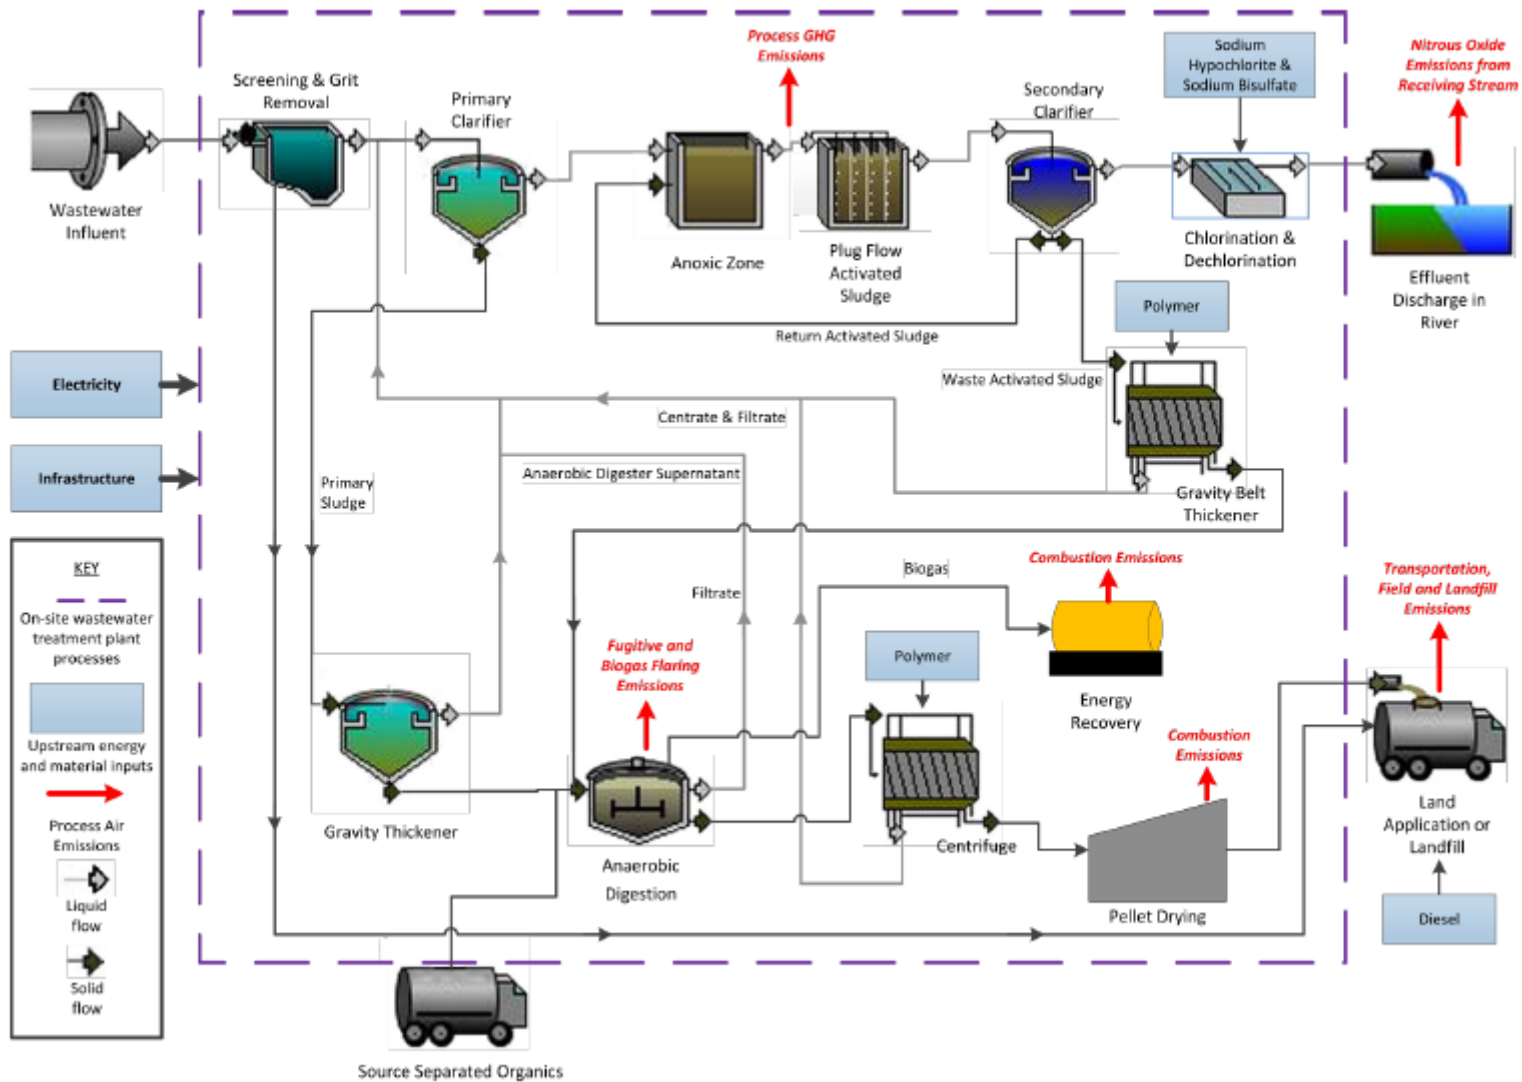 Process GHG
Emissions
Sodium
Hypochlorite &
Sodium Bisulfate
Nitrous Oxide
Emissions from
Receiving Stream
Screening & Grit
Removal
Primary
Clarifier
Secondary
Clarifier
Wastewater
Influent
Anoxic Zone
Plug Flow
Activated
Sludge
Chlorination &
Dechlorination
Effluent
Discharge in
River
Polymer
Return Activated Sludge
Electricity
Waste Activated Sludge
Centrate & Filtrate
Infrastructure
Anaerobic Digester Supernatant
Primary
Sludge
Gravity Belt
Thickener
KEY
On-site wastewater
treatment plant
processes
Upstream energy
and material inputs
Process Air
Emissions
Liquid
flow
Solid
flow
Filtrate
Biogas
Combustion Emissions
Transportation,
Field and Landfill
Emissions
Fugitive and
Biogas Flaring
Emissions
Polymer
Energy
Recovery
Combustion
Emissions
Gravity Thickener
Anaerobic
Digestion
Centrifuge
Pellet Drying
Land
Application or
Landfill
Diesel
Source Separated Organics